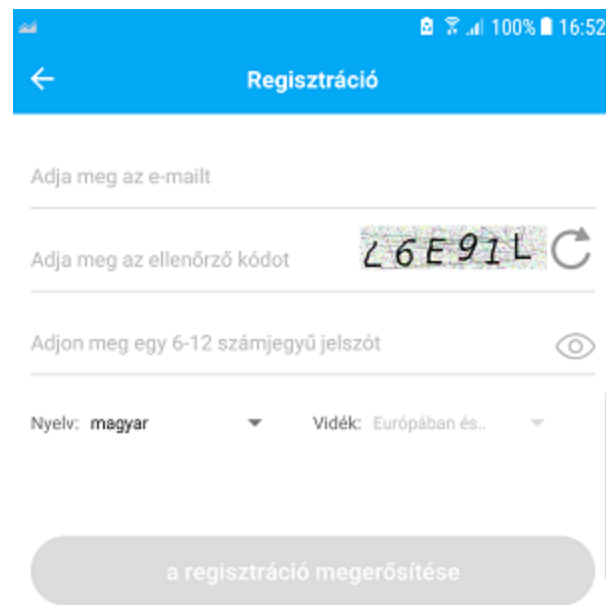 100% 16:52
Regisztráció
Adja meg az e-mailt
Adja meg az ellenőrző kódot L6E91L
Adjon meg egy 6-12 számjegyű jelszót
Nyelv: magyar Vidék: Európában és..
a regisztráció megerősítése